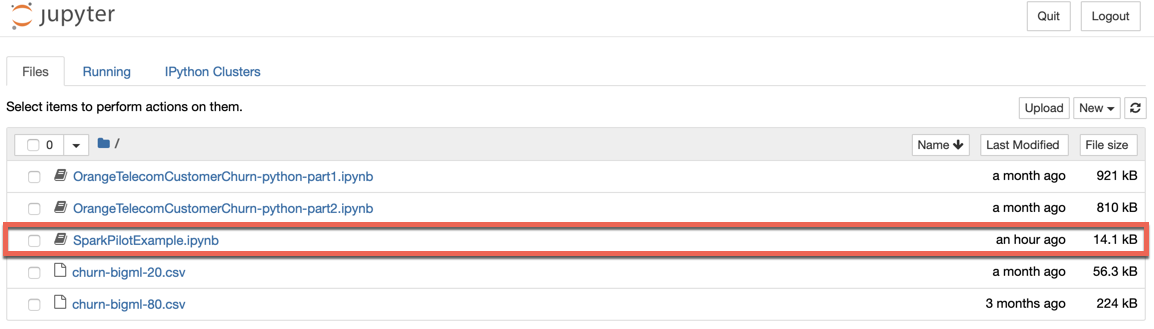 jupyter Quit Logout
Files Running IPython Clusters
Select items to perform actions on them. Upload New
0 / Name Last Modified File size
OrangeTelecomCustomerChurn-python-part1.ipynb a month ago 921 kB
OrangeTelecomCustomerChurn-python-part2.ipynb a month ago 810 kB
SparkPilotExample.ipynb an hour ago 14.1 kB
churn-bigml-20.csv a month ago 56.3 kB
churn-bigml-80.csv 3 months ago 224 kB